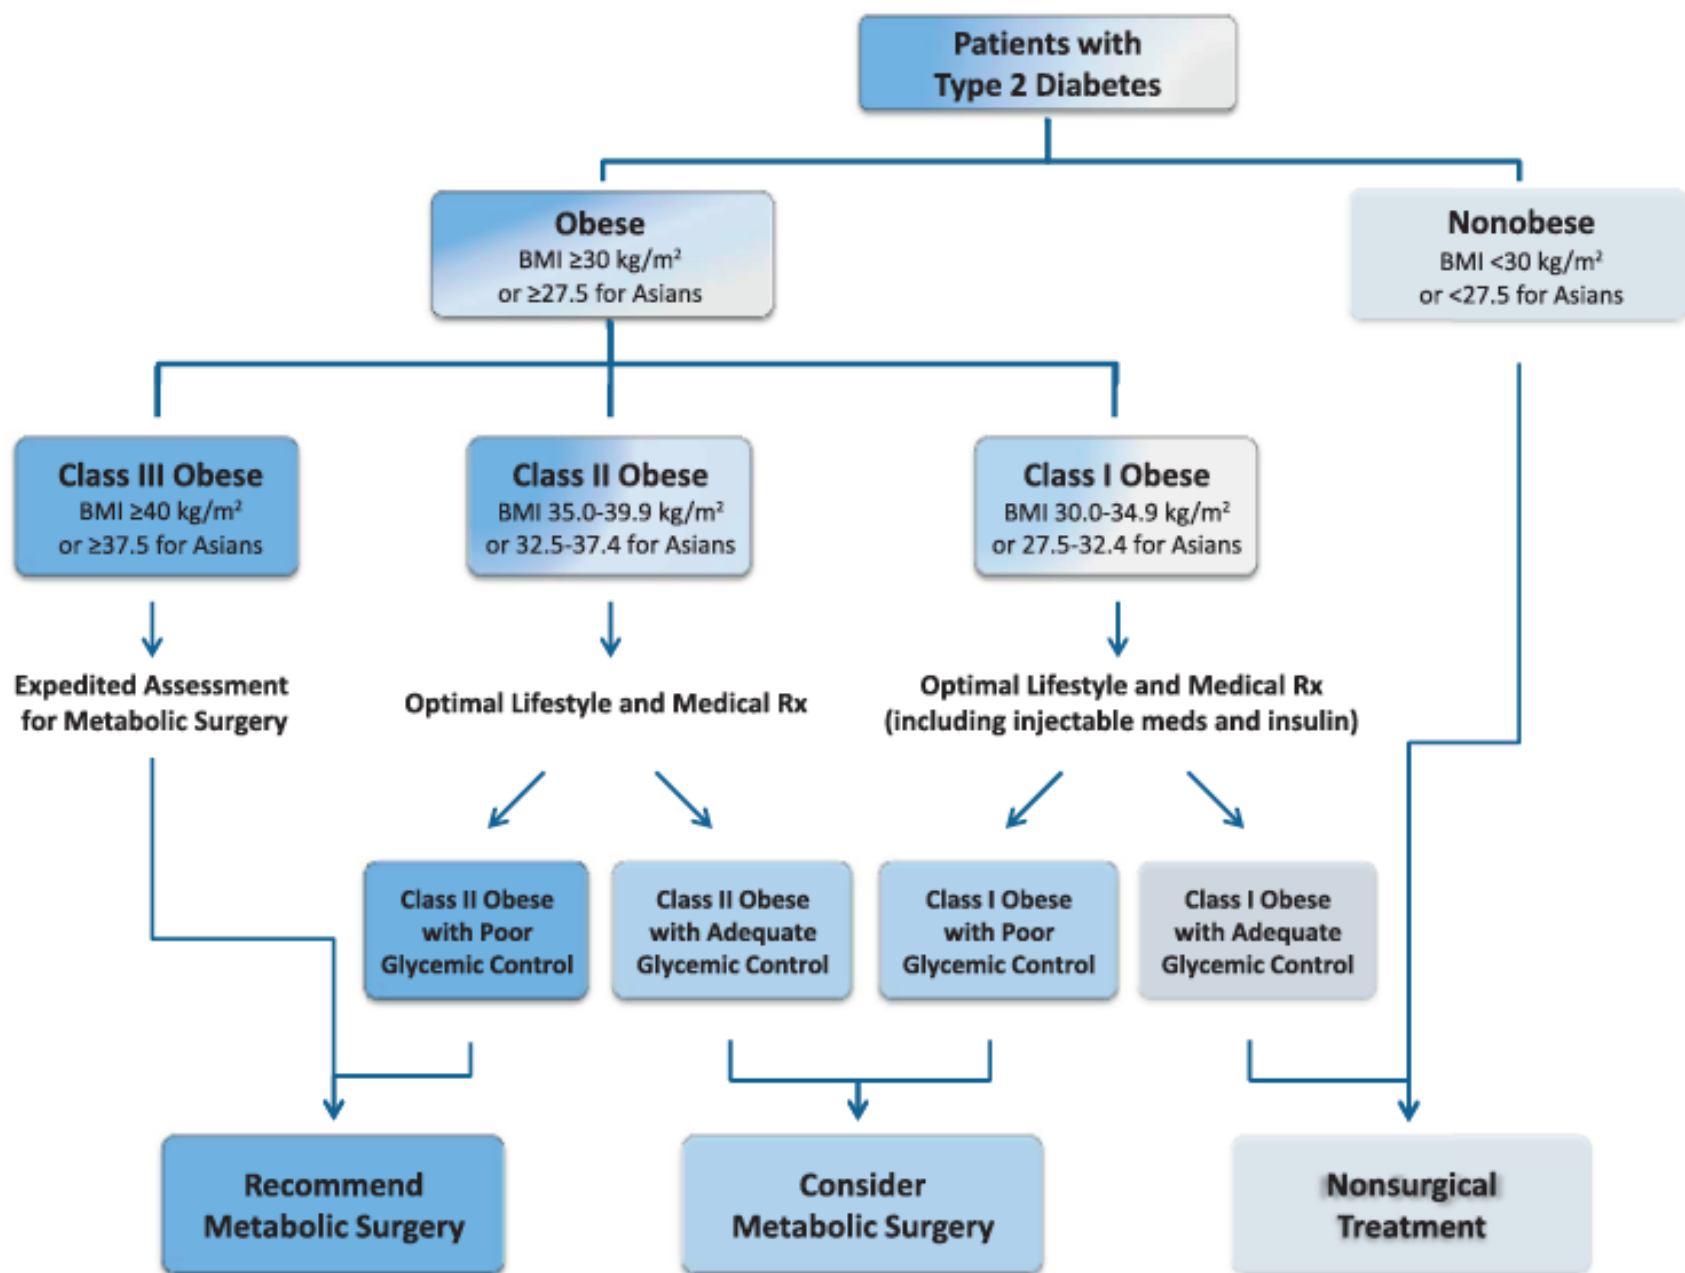 Patients with
Type 2 Diabetes
Obese
BMI ≥30 kg/m²
or ≥27.5 for Asians
Nonobese
BMI <30 kg/m²
or <27.5 for Asians
Class III Obese
BMI ≥40 kg/m²
or ≥37.5 for Asians
Class II Obese
BMI 35.0-39.9 kg/m²
or 32.5-37.4 for Asians
Class I Obese
BMI 30.0-34.9 kg/m²
or 27.5-32.4 for Asians
Expedited Assessment
for Metabolic Surgery
Optimal Lifestyle and Medical Rx
Optimal Lifestyle and Medical Rx
(including injectable meds and insulin)
Class II Obese
with Poor
Glycemic Control
Class II Obese
with Adequate
Glycemic Control
Class I Obese
with Poor
Glycemic Control
Class I Obese
with Adequate
Glycemic Control
Recommend
Metabolic Surgery
Consider
Metabolic Surgery
Nonsurgical
Treatment